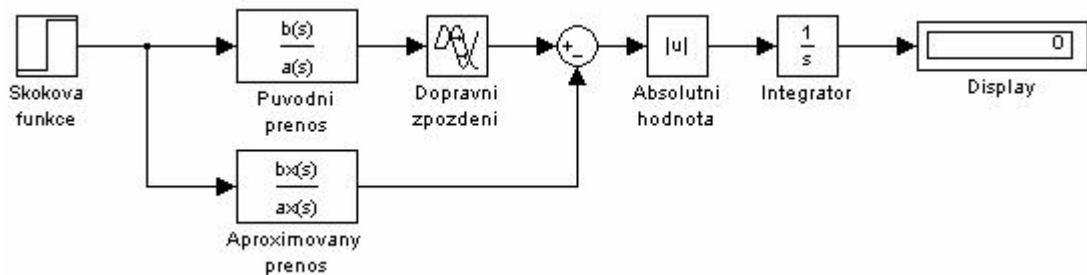 b(s)
a(s)
+
−
|u|
1
s
0
Skokova
funkce
Puvodni
prenos
Dopravni
zpozdeni
Absolutni
hodnota
Integrator
Display
bx(s)
ax(s)
Aproximovany
prenos